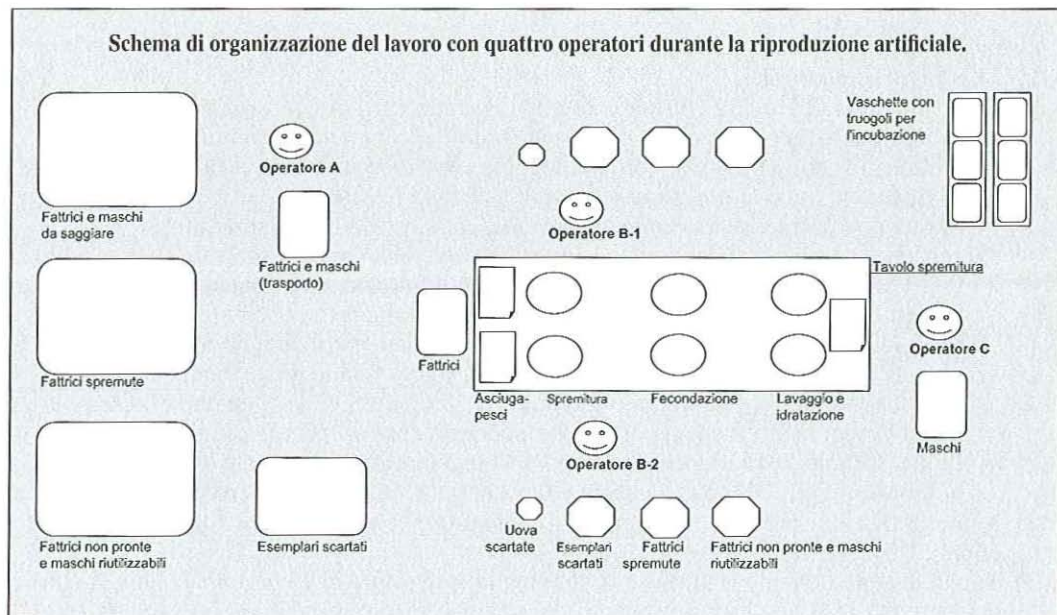 Schema di organizzazione del lavoro con quattro operatori durante la riproduzione artificiale.
Fattrici e maschi
da saggiare
Operatore A
Fattrici e maschi
(trasporto)
Operatore B-1
Vaschette con
truogoli per
l'incubazione
Tavolo spremitura
Fattrici spremute
Fattrici
Asciuga-
pesci
Spremitura
Fecondazione
Lavaggio e
idratazione
Operatore C
Maschi
Operatore B-2
Fattrici non pronte
e maschi riutilizzabili
Esemplari scartati
Uova
scartate
Esemplari
scartati
Fattrici
spremute
Fattrici non pronte e maschi
riutilizzabili